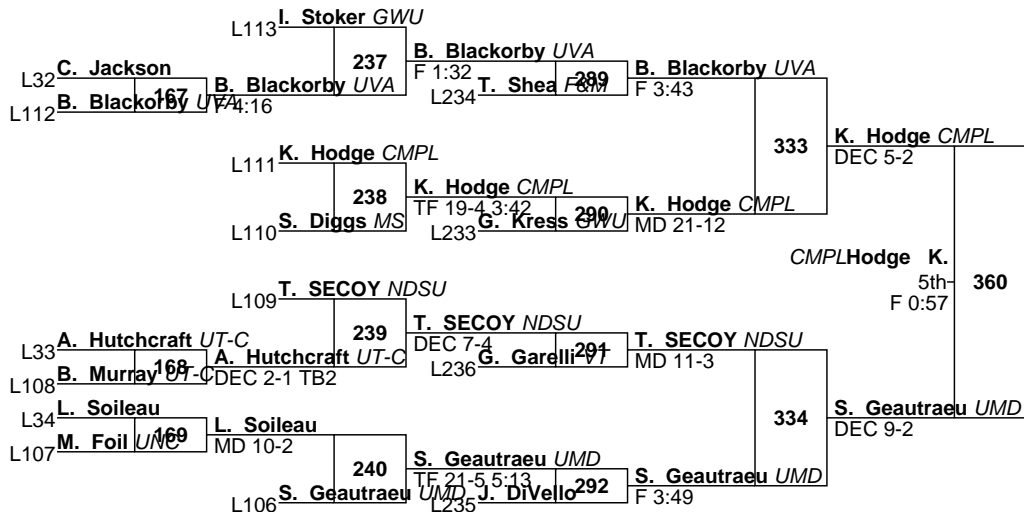 L113 I. Stoker GWU
237
B. Blackorby UVA
F 1:32
L32 C. Jackson
167
L112 B. Blackorby UVA
B. Blackorby UVA
F 4:16
L234 T. Shea F&M
289
B. Blackorby UVA
F 3:43
333
K. Hodge CMPL
DEC 5-2
L111 K. Hodge CMPL
238
L110 S. Diggs MS
K. Hodge CMPL
TF 19-4 3:42
290
L233 G. Kress GWU
K. Hodge CMPL
MD 21-12
CMPL Hodge K.
5th
F 0:57
360
L109 T. SECOY NDSU
239
T. SECOY NDSU
DEC 7-4
L33 A. Hutchcraft UT-C
168
L108 B. Murray UT-C
A. Hutchcraft UT-C
DEC 2-1 TB2
291
L236 G. Garelli VT
T. SECOY NDSU
MD 11-3
334
S. Geautraeu UMD
DEC 9-2
L34 L. Soileau
169
L107 M. Foil UNC
L. Soileau
MD 10-2
240
L106 S. Geautraeu UMD
S. Geautraeu UMD
TF 21-5 5:13
292
L235 J. DiVello
S. Geautraeu UMD
F 3:49